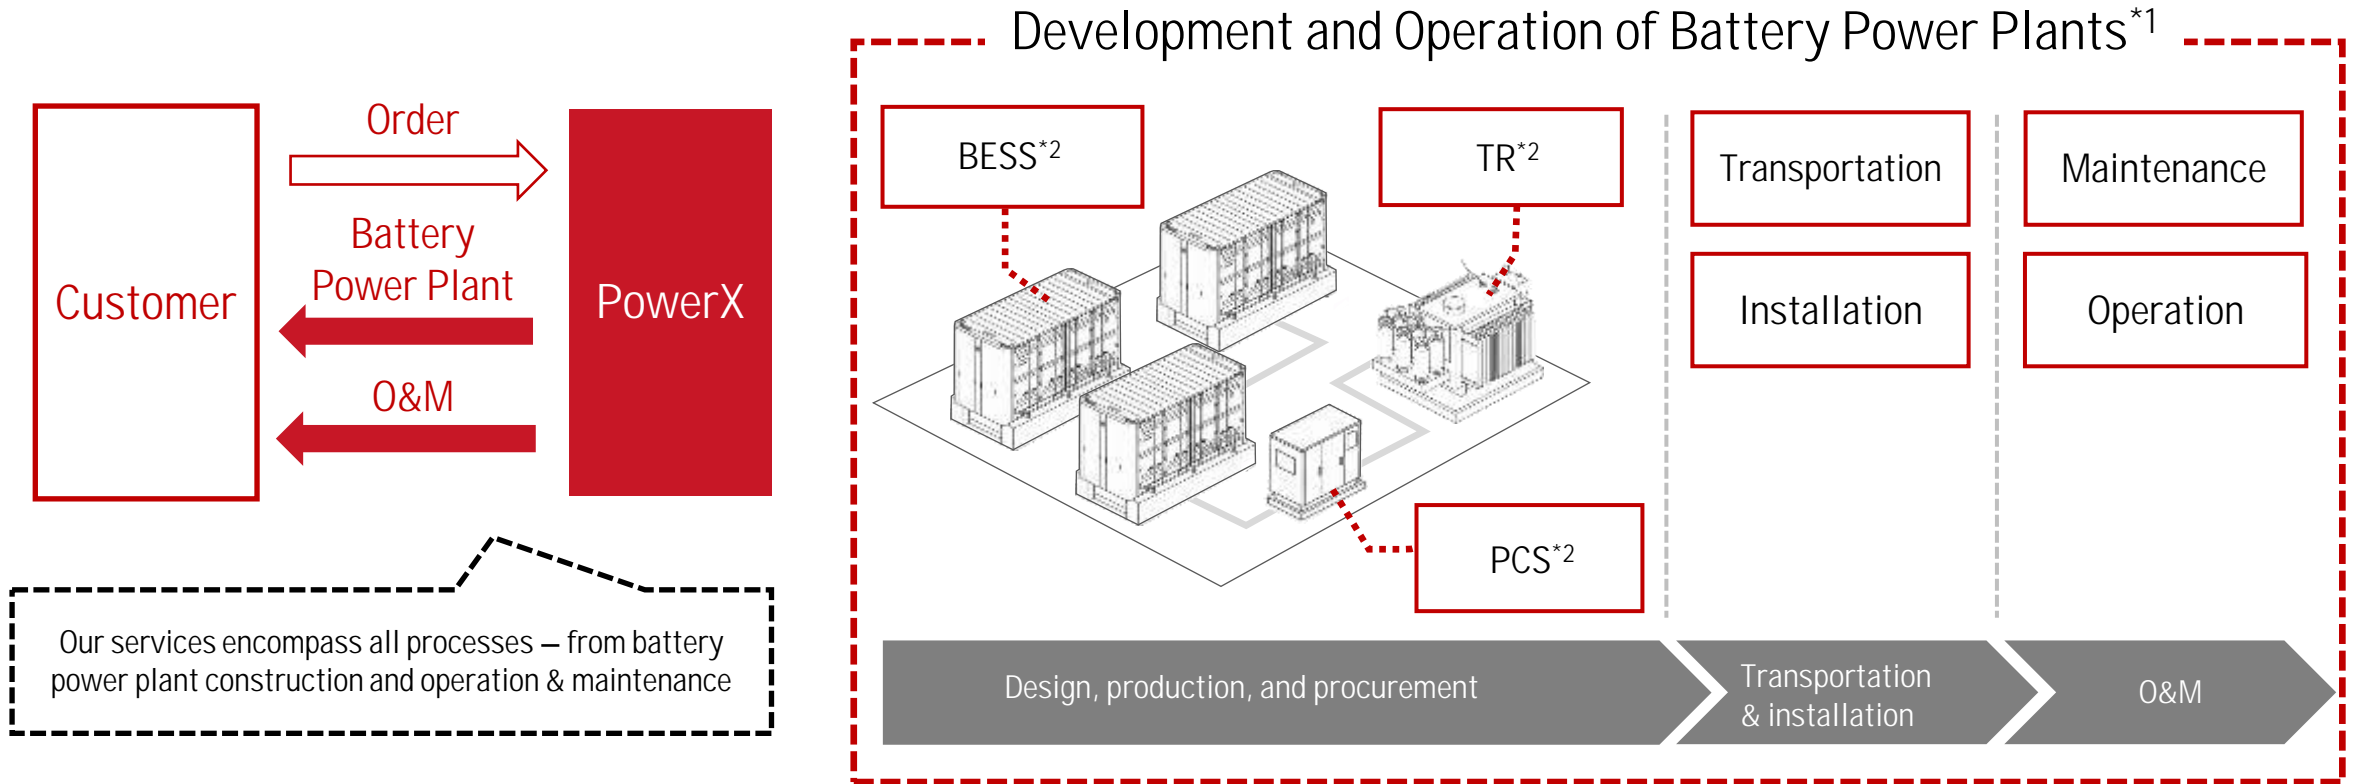 Development and Operation of Battery Power Plants*1
Customer
Order
Battery
Power Plant
O&M
PowerX
Our services encompass all processes – from battery
power plant construction and operation & maintenance
BESS*2
TR*2
PCS*2
Transportation
Installation
Maintenance
Operation
Design, production, and procurement
Transportation
& installation
O&M